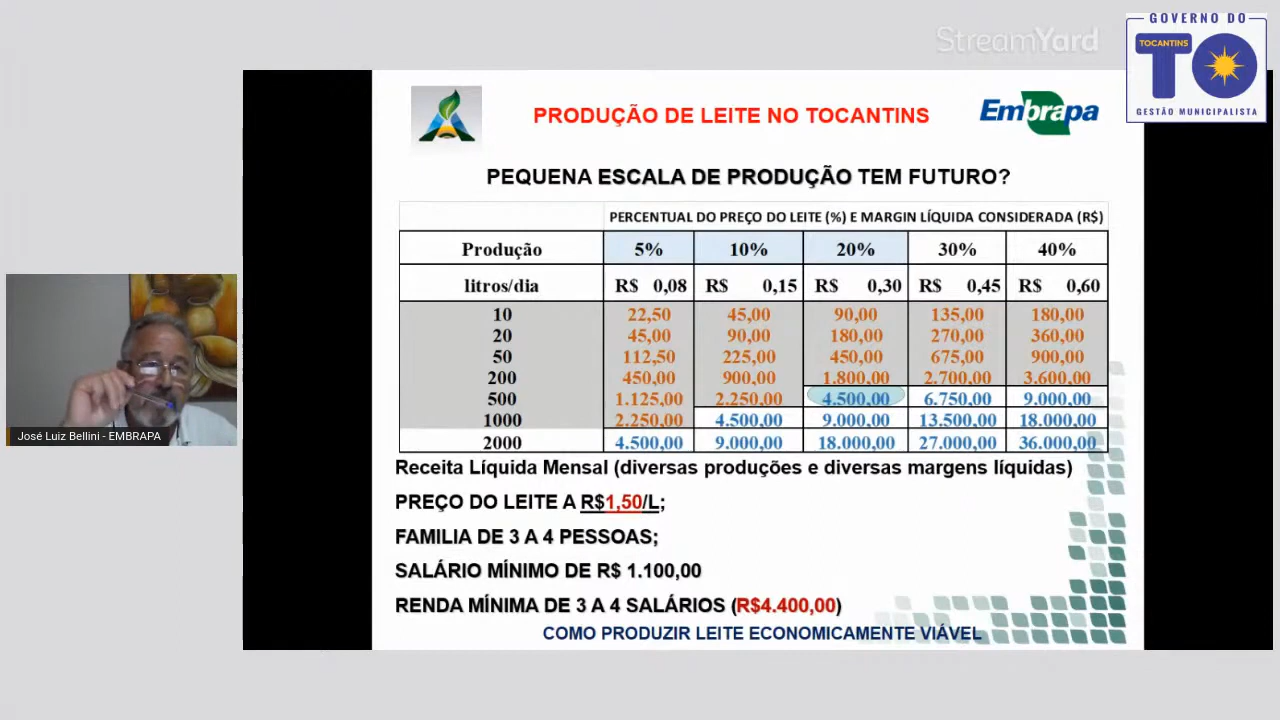 StreamYard
GOVERNO DO
TOCANTINS
TO
GESTÃO MUNICIPALISTA
PRODUÇÃO DE LEITE NO TOCANTINS
Embrapa
PEQUENA ESCALA DE PRODUÇÃO TEM FUTURO?
PERCENTUAL DO PREÇO DO LEITE (%) E MARGIN LÍQUIDA CONSIDERADA (R$)
Produção 5% 10% 20% 30% 40%
litros/dia R$ 0,08 R$ 0,15 R$ 0,30 R$ 0,45 R$ 0,60
10 22,50 45,00 90,00 135,00 180,00
20 45,00 90,00 180,00 270,00 360,00
50 112,50 225,00 450,00 675,00 900,00
200 450,00 900,00 1.800,00 2.700,00 3.600,00
500 1.125,00 2.250,00 4.500,00 6.750,00 9.000,00
1000 2.250,00 4.500,00 9.000,00 13.500,00 18.000,00
2000 4.500,00 9.000,00 18.000,00 27.000,00 36.000,00
Receita Líquida Mensal (diversas produções e diversas margens líquidas)
PREÇO DO LEITE A R$1,50/L;
FAMILIA DE 3 A 4 PESSOAS;
SALÁRIO MÍNIMO DE R$ 1.100,00
RENDA MÍNIMA DE 3 A 4 SALÁRIOS (R$4.400,00)
COMO PRODUZIR LEITE ECONOMICAMENTE VIÁVEL
José Luiz Bellini - EMBRAPA